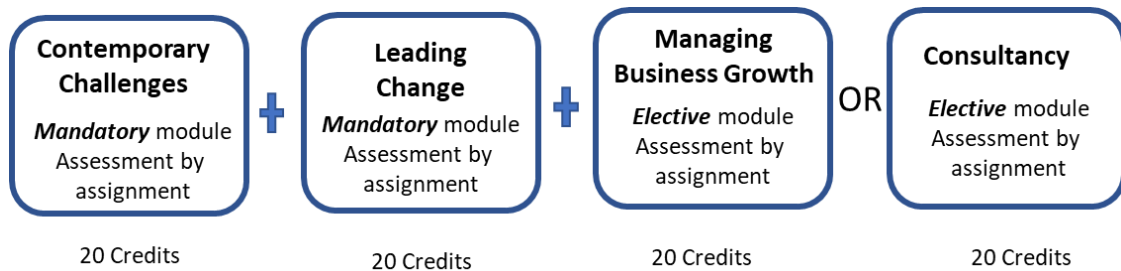 Contemporary
Challenges
Mandatory module
Assessment by
assignment
20 Credits
Leading
Change
Mandatory module
Assessment by
assignment
20 Credits
Managing
Business Growth
Elective module
Assessment by
assignment
20 Credits
OR
Consultancy
Elective module
Assessment by
assignment
20 Credits